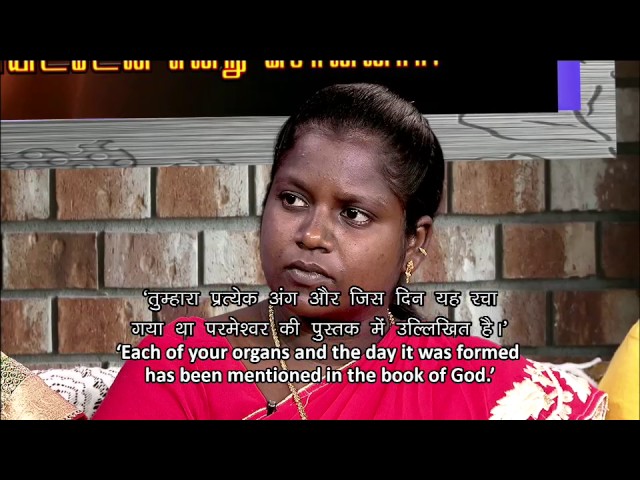 என்று
'तुम्हारा प्रत्येक अंग और जिस दिन यह रचा
गया था परमेश्वर की पुस्तक में उल्लिखित है।'
'Each of your organs and the day it was formed
has been mentioned in the book of God.'